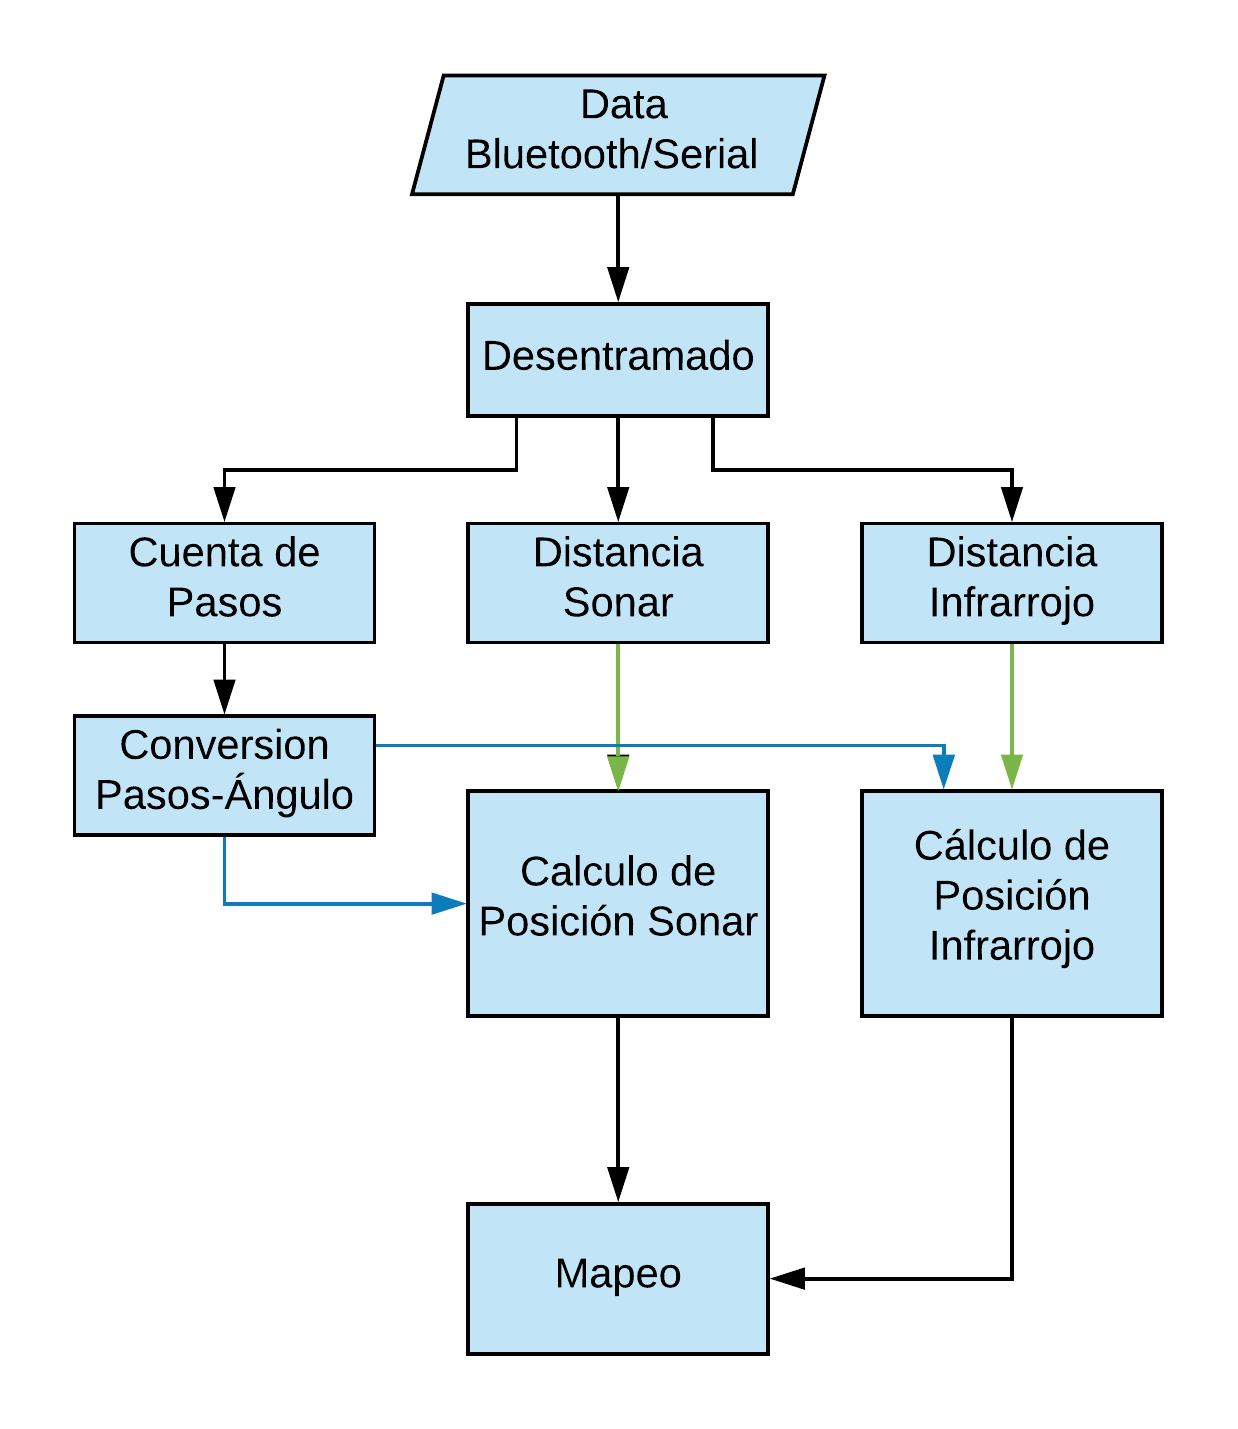 Data
Bluetooth/Serial
Desentramado
Cuenta de
Pasos
Distancia
Sonar
Distancia
Infrarrojo
Conversion
Pasos-Ángulo
Calculo de
Posición Sonar
Cálculo de
Posición
Infrarrojo
Mapeo